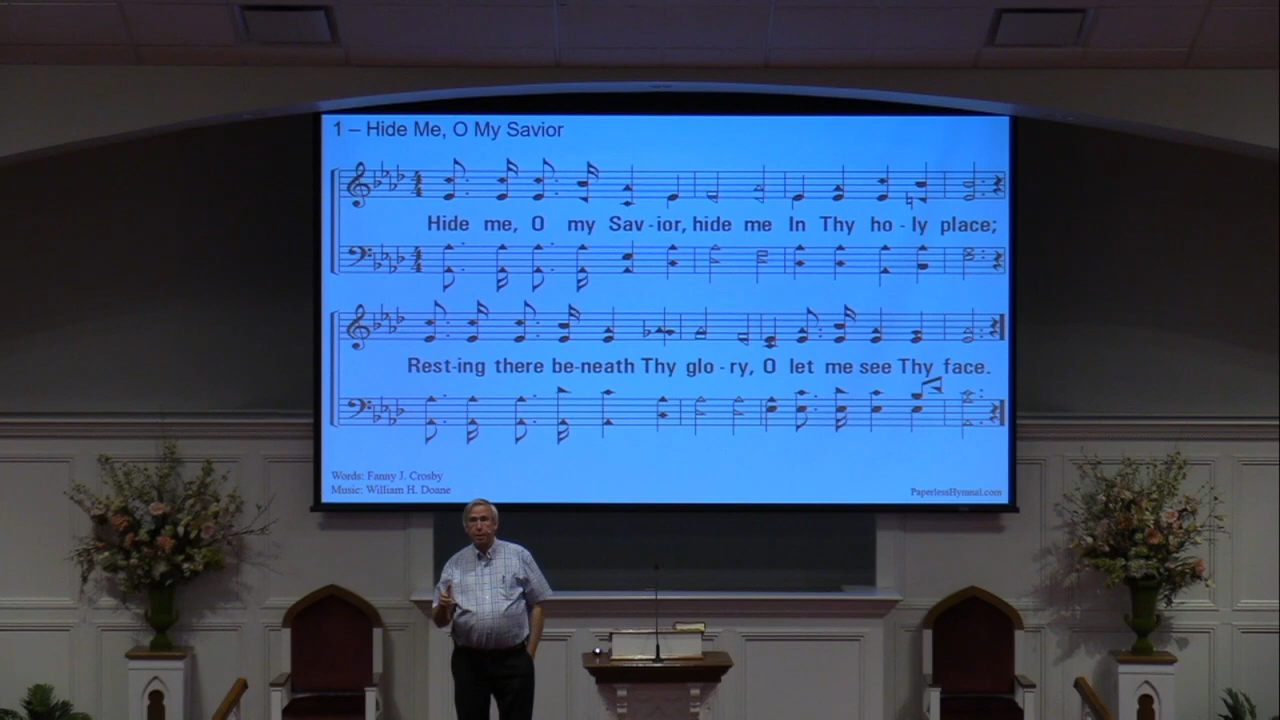 1 – Hide Me, O My Savior
Hide me, O my Sav-ior, hide me In Thy ho-ly place;
Rest-ing there be-neath Thy glo-ry, O let me see Thy face.
Words: Fanny J. Crosby
Music: William H. Doane
PaperlessHymnal.com